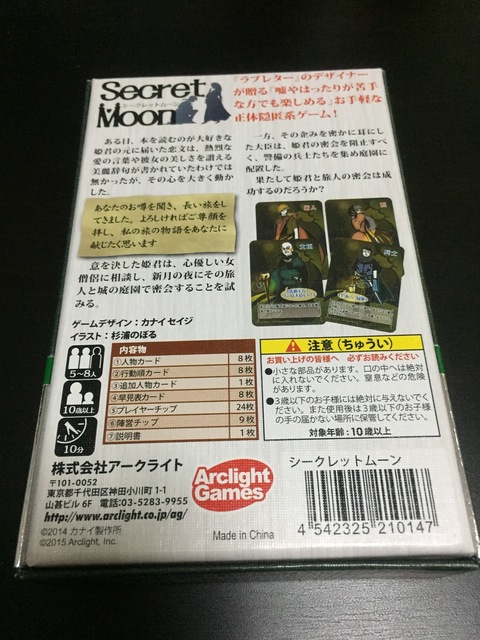 Secret Moon
シークレットムーン
『ラブレター』のデザイナー
が贈る「嘘やはったりが苦手
な方でも楽しめる」お手軽な
正体隠匿系ゲーム!
ある日、本を読むのが大好きな
姫君の元に届いた恋文は、熱烈な
愛の言葉や彼女の美しさを讃える
美麗辞句が書かれていたわけでは
無かったが、その心を大きく動か
した。
あなたのお噂を聞き、長い旅をし
てきました。よろしければご尊顔を
拝し、私の旅の物語をあなたに
献じたく思います
意を決した姫君は、心優しい女
僧侶に相談し、新月の夜にその旅
人と城の庭園で密会することを試
みる。
一方、その企みを密かに耳にし
た大臣は、姫君の密会を阻止すべ
く、警備の兵士たちを集め庭園に
配置した。
果たして姫君と旅人の密会は成
功するのだろうか?
旅人
姫
大臣
兵士
ゲームデザイン:カナイセイジ
イラスト:杉浦のぼる
5~8人
10歳以上
10分
内容物
①人物カード 8枚
②行動順カード 8枚
③追加人物カード 1枚
④早見表カード 8枚
⑤プレイヤーチップ 24枚
⑥陣営チップ 9枚
⑦説明書 1枚
注意(ちゅうい)
お買い上げの皆様へ 必ずお読みください
●小さな部品があります。口の中へは絶対
に入れないでください。窒息などの危険
があります。
●3歳以下のお子様には絶対に与えないでく
ださい。また使用後は3歳以下のお子様
の手の届かない場所に保管してください。
対象年齢:10歳以上
株式会社アークライト
〒101-0052
東京都千代田区神田小川町1-1
山甚ビル6F 電話:03-5283-9955
http://www.arclight.co.jp/ag/
©2014 カナイ製作所
©2015 Arclight, Inc.
Arclight
Games
Made in China
シークレットムーン
4 542325 210147